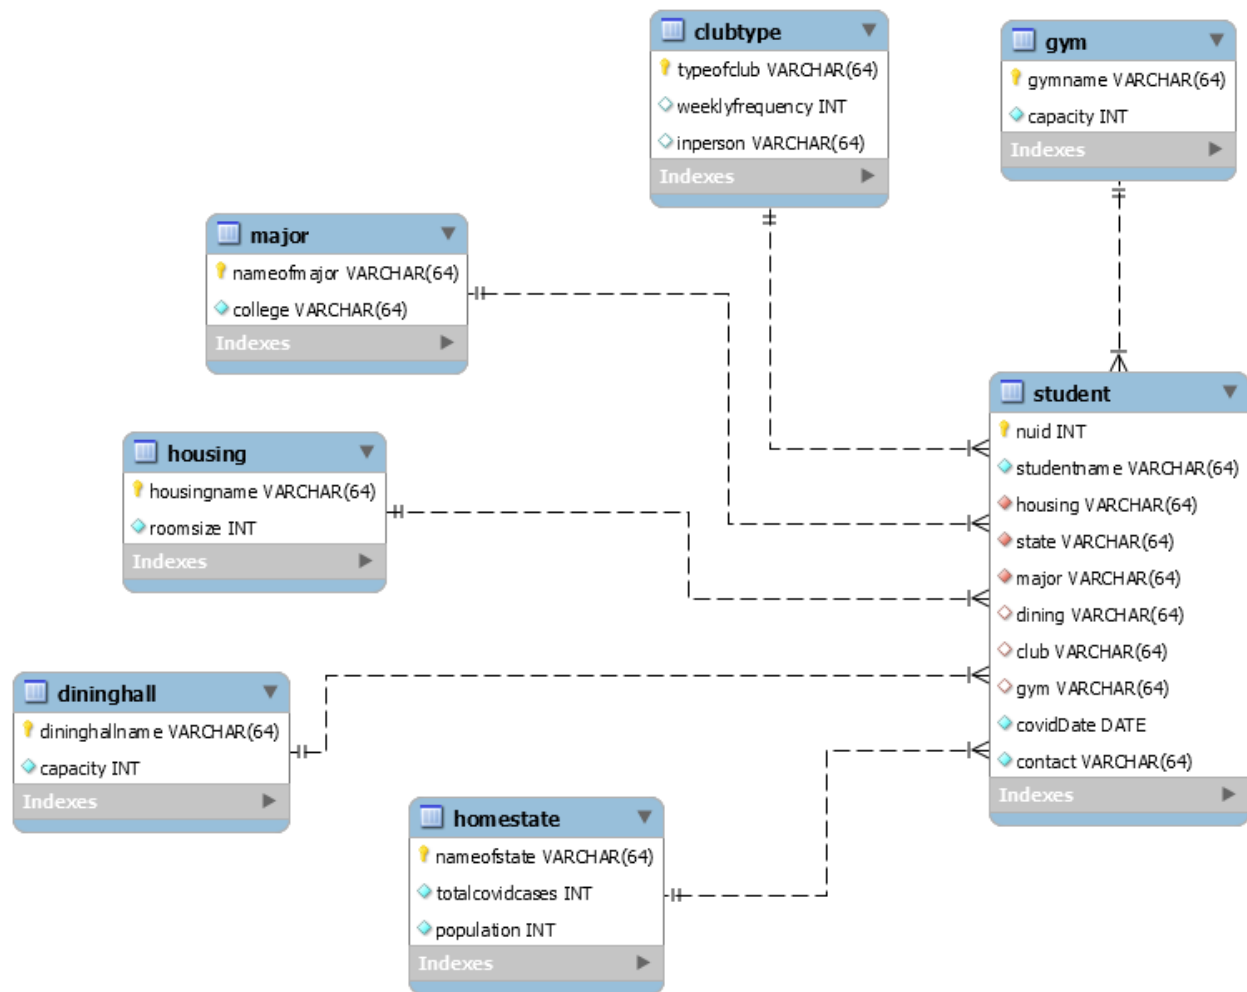 clubtype
typeofclub VARCHAR(64)
weeklyfrequency INT
inperson VARCHAR(64)
Indexes
gym
gymname VARCHAR(64)
capacity INT
Indexes
major
nameofmajor VARCHAR(64)
college VARCHAR(64)
Indexes
housing
housingname VARCHAR(64)
roomsize INT
Indexes
dininghall
dininghallname VARCHAR(64)
capacity INT
Indexes
homestate
nameofstate VARCHAR(64)
totalcovidcases INT
population INT
Indexes
student
nuid INT
studentname VARCHAR(64)
housing VARCHAR(64)
state VARCHAR(64)
major VARCHAR(64)
dining VARCHAR(64)
club VARCHAR(64)
gym VARCHAR(64)
covidDate DATE
contact VARCHAR(64)
Indexes